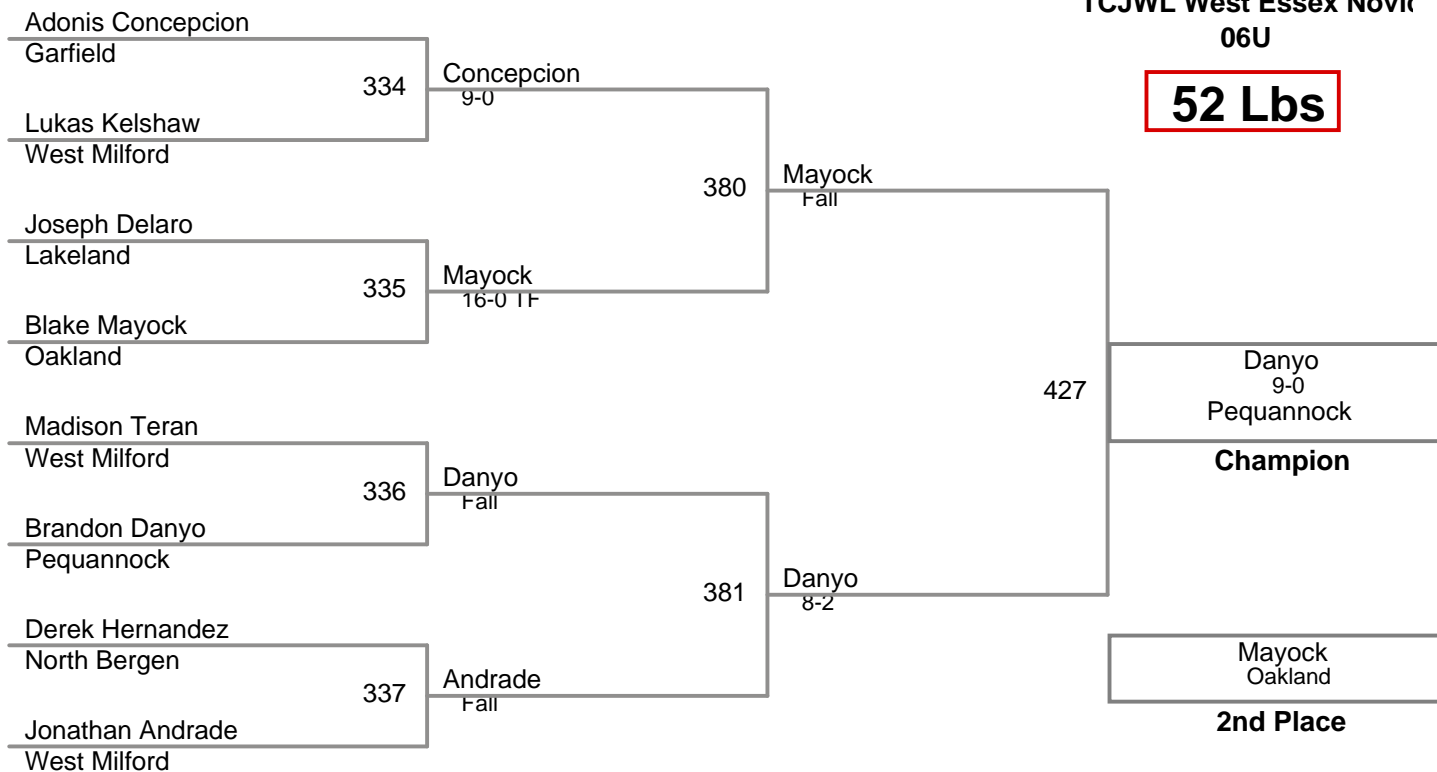 TCJWL West Essex
06U
52 Lbs
Adonis Concepcion
Garfield
334
Lukas Kelshaw
West Milford
Concepcion
9-0
Joseph Delaro
Lakeland
335
Blake Mayock
Oakland
Mayock
16-0 TF
380
Mayock
Fall
Madison Teran
West Milford
336
Brandon Danyo
Pequannock
Danyo
Fall
Derek Hernandez
North Bergen
337
Jonathan Andrade
West Milford
Andrade
Fall
381
Danyo
8-2
427
Danyo
9-0
Pequannock
Champion
Mayock
Oakland
2nd Place